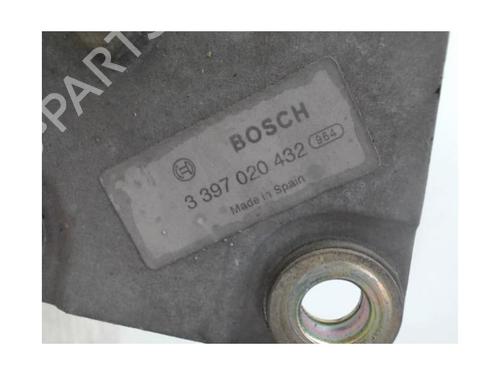 PARTS
BOSCH
3 397 020 432 964
Made in Spain